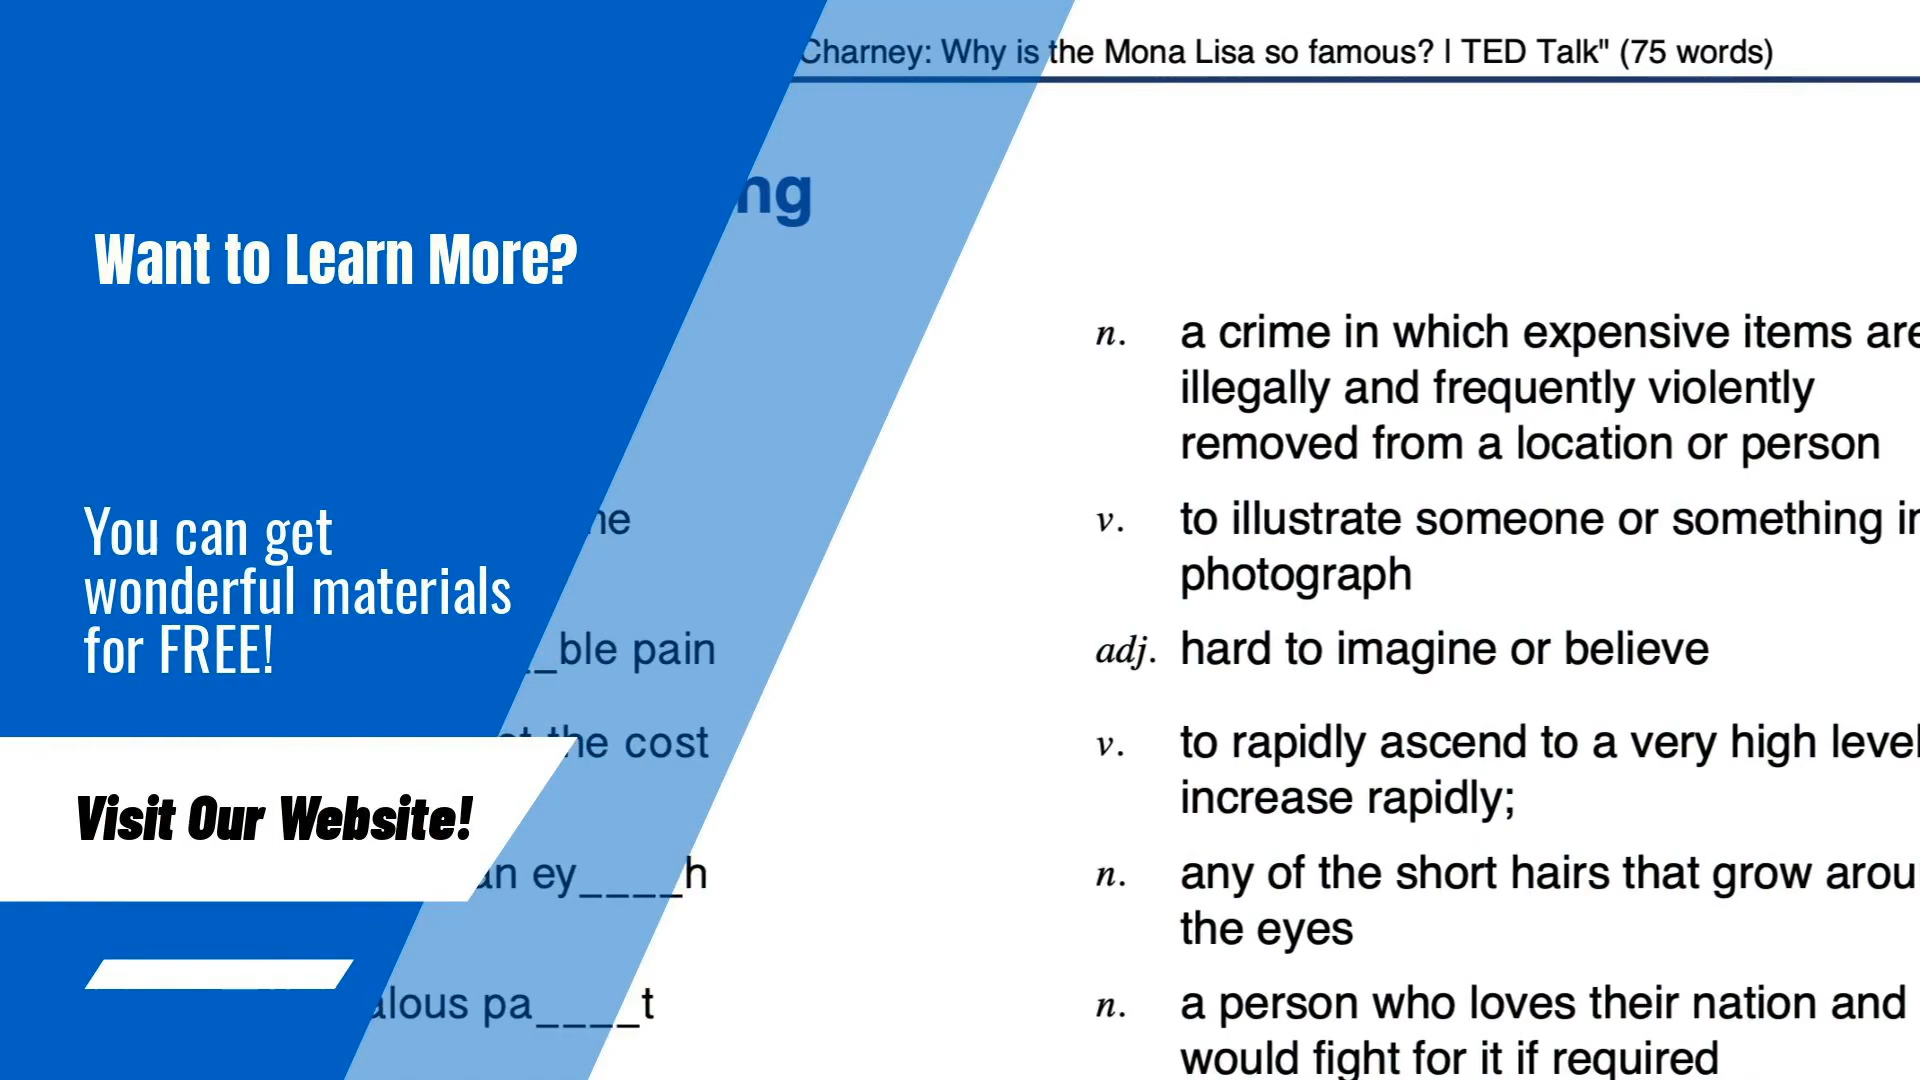 Charney: Why is the Mona Lisa so famous? | TED Talk" (75 words)
ng
Want to Learn More?
You can get
wonderful materials
for FREE!
Visit Our Website!
n. a crime in which expensive items are
illegally and frequently violently
removed from a location or person
he v. to illustrate someone or something in
photograph
_ble pain adj. hard to imagine or believe
the cost v. to rapidly ascend to a very high level
increase rapidly;
an ey____h n. any of the short hairs that grow arou
the eyes
alous pa____t n. a person who loves their nation and
would fight for it if required